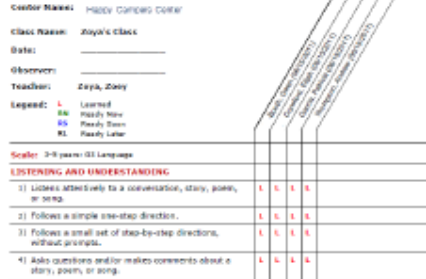 Center Name: Happy Campers Center
Class Name: Zoya's Class
Date:
Observer:
Teacher: Zoya, Zoey
Legend: L Learned
RN Ready Now
RS Ready Soon
RL Ready Later
Scale: 3-5 years: 03 Language
LISTENING AND UNDERSTANDING
1) Listens attentively to a conversation, story, poem, or song.
L L L L
2) Follows a simple one-step direction.
L L L L
3) Follows a small set of step-by-step directions, without prompts.
L L L L
4) Asks questions and/or makes comments about a story, poem, or song.
L L L L